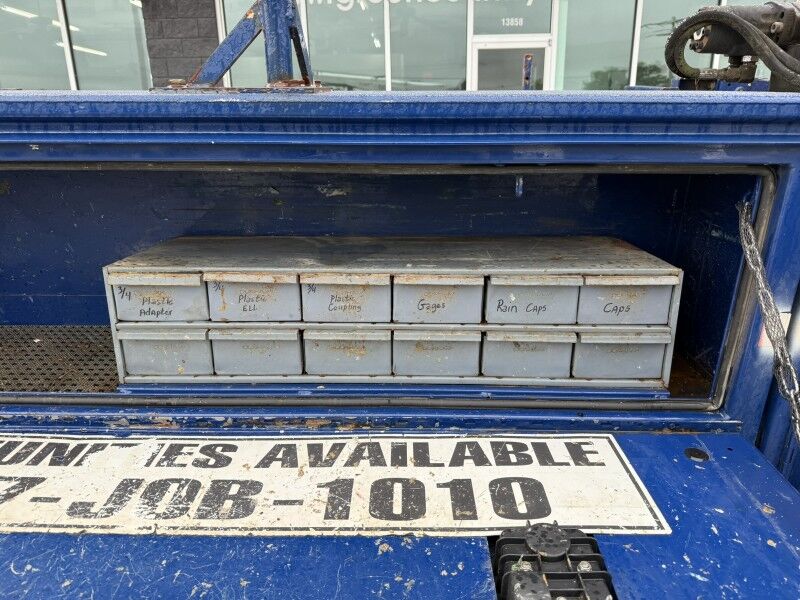 13858
3/4 Plastic Adapter
3/4 Plastic ELL
3/4 Plastic Coupling
Gages
Rain Caps
Caps
AVAILABLE
7-JOB-1010